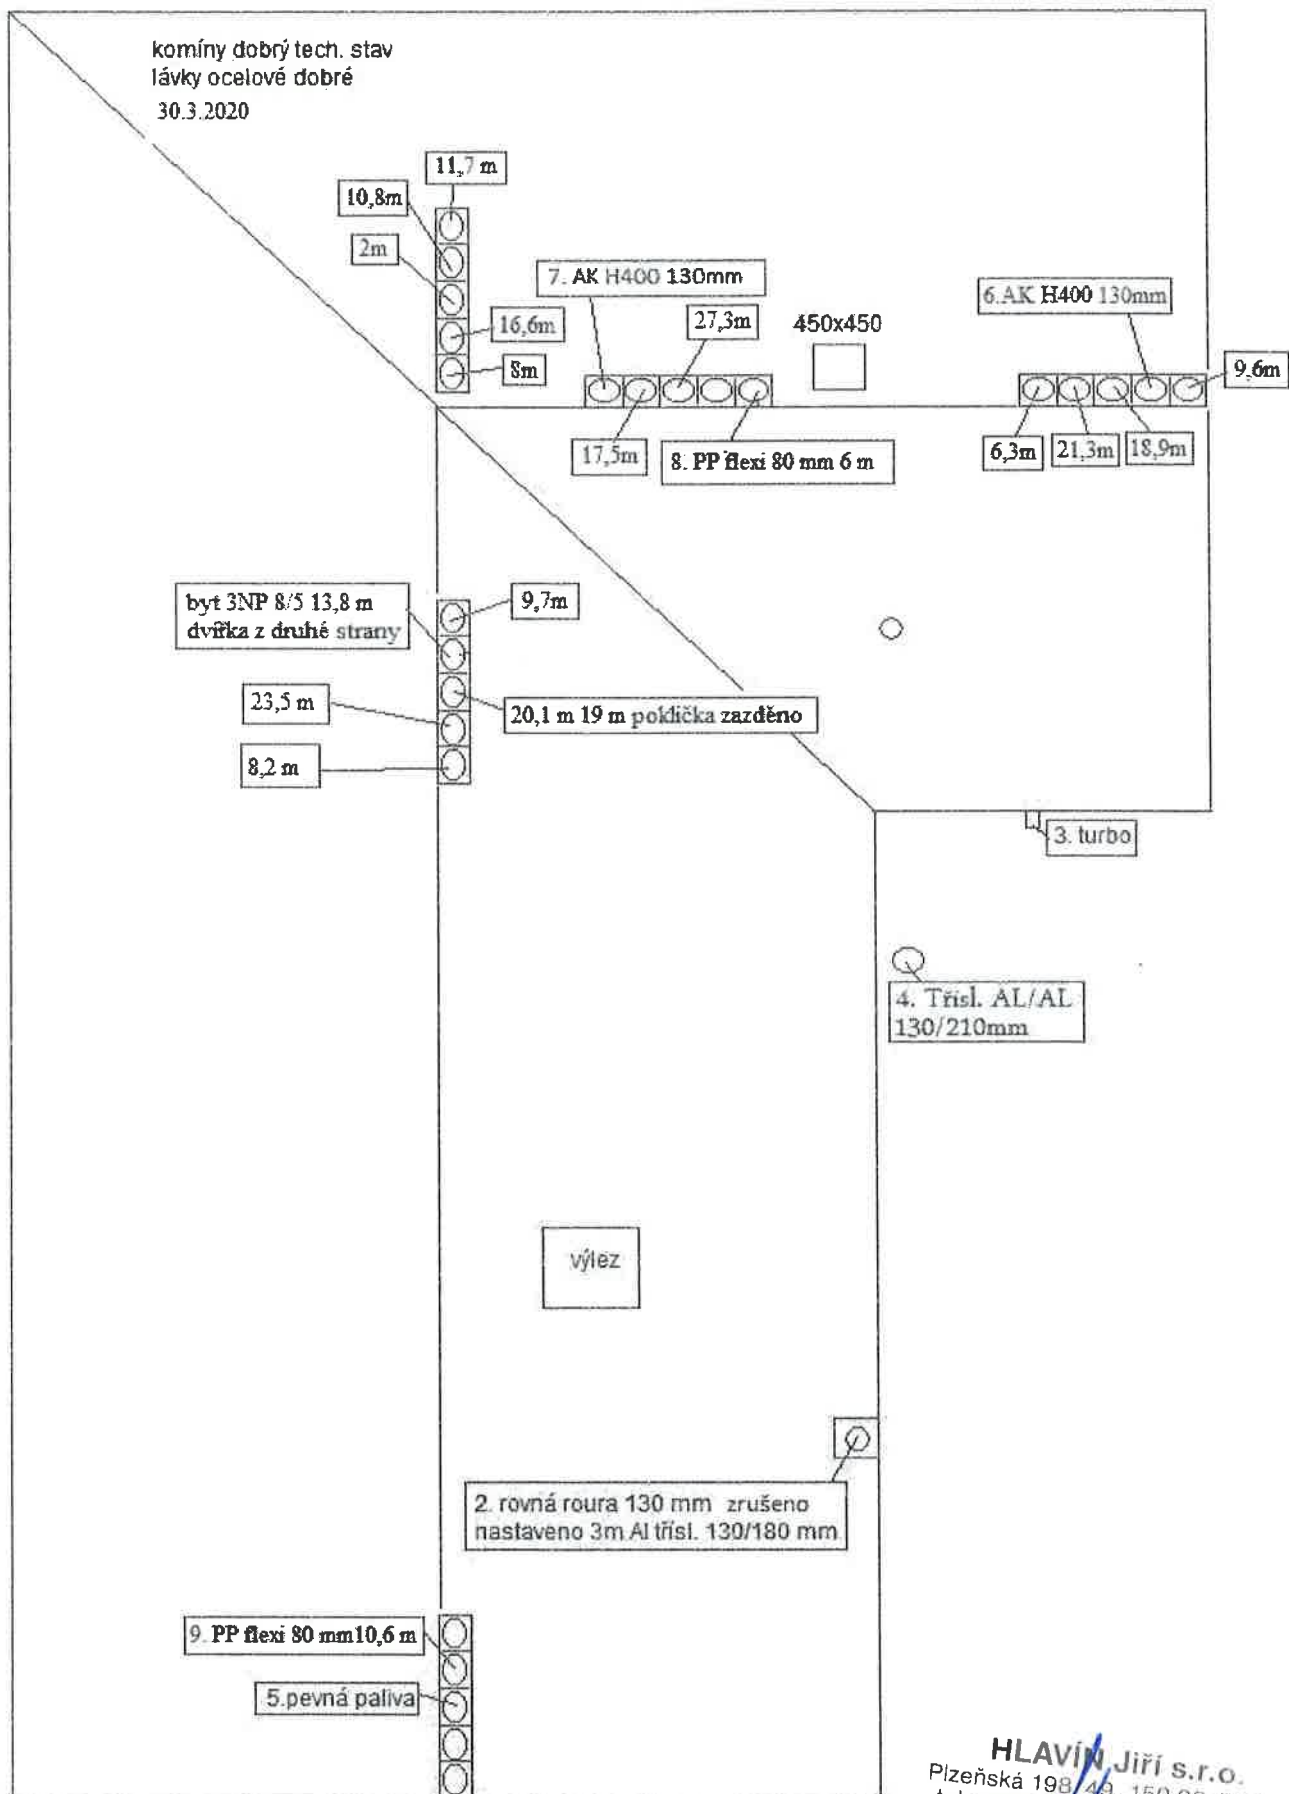 komíny dobrý tech. stav
lávky ocelové dobré
30.3.2020
11,7 m
10,8m
2m
16,6m
8m
7. AK H400 130mm
27,3m
450x450
6.AK H400 130mm
9,6m
17,5m
8. PP flexi 80 mm 6 m
6,3m
21,3m
18,9m
byt 3NP 8/5 13,8 m
dvířka z druhé strany
9,7m
23,5 m
20,1 m 19 m poklička zazděno
8,2 m
3. turbo
4. Třísl. AL/AL
130/210mm
výlez
2. rovná roura 130 mm zrušeno
nastaveno 3m Al třísl. 130/180 mm
9. PP flexi 80 mm10,6 m
5.pevná paliva
HLAVÍN Jiří s.r.o.
Plzeňská 198/49